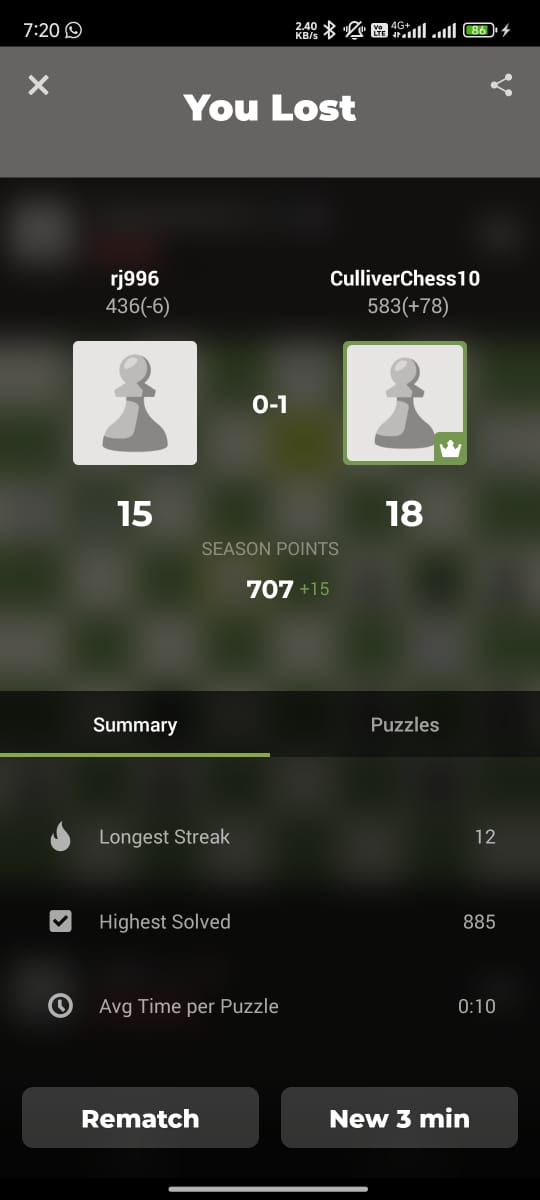 7:20
2.40 KB/s Vo LTE 4G+ 86
You Lost
rj996
CulliverChess10
436(-6)
583(+78)
0-1
15
18
SEASON POINTS
707 +15
Summary
Puzzles
Longest Streak 12
Highest Solved 885
Avg Time per Puzzle 0:10
Rematch
New 3 min